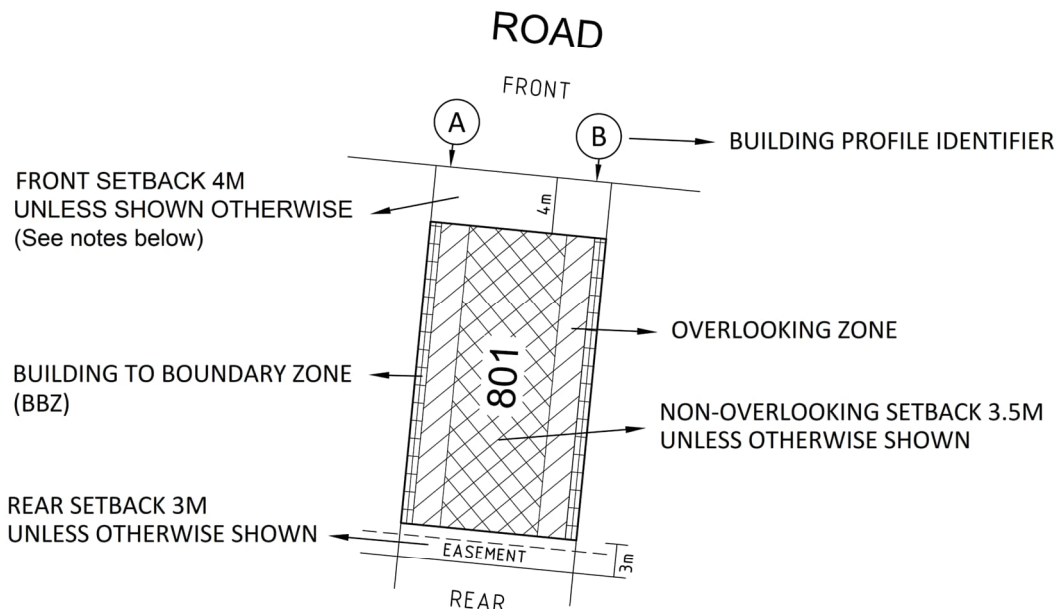 ROAD
FRONT
A
B
BUILDING PROFILE IDENTIFIER
FRONT SETBACK 4M
UNLESS SHOWN OTHERWISE
(See notes below)
4m
OVERLOOKING ZONE
801
BUILDING TO BOUNDARY ZONE
(BBZ)
NON-OVERLOOKING SETBACK 3.5M
UNLESS OTHERWISE SHOWN
REAR SETBACK 3M
UNLESS OTHERWISE SHOWN
EASEMENT
3m
REAR